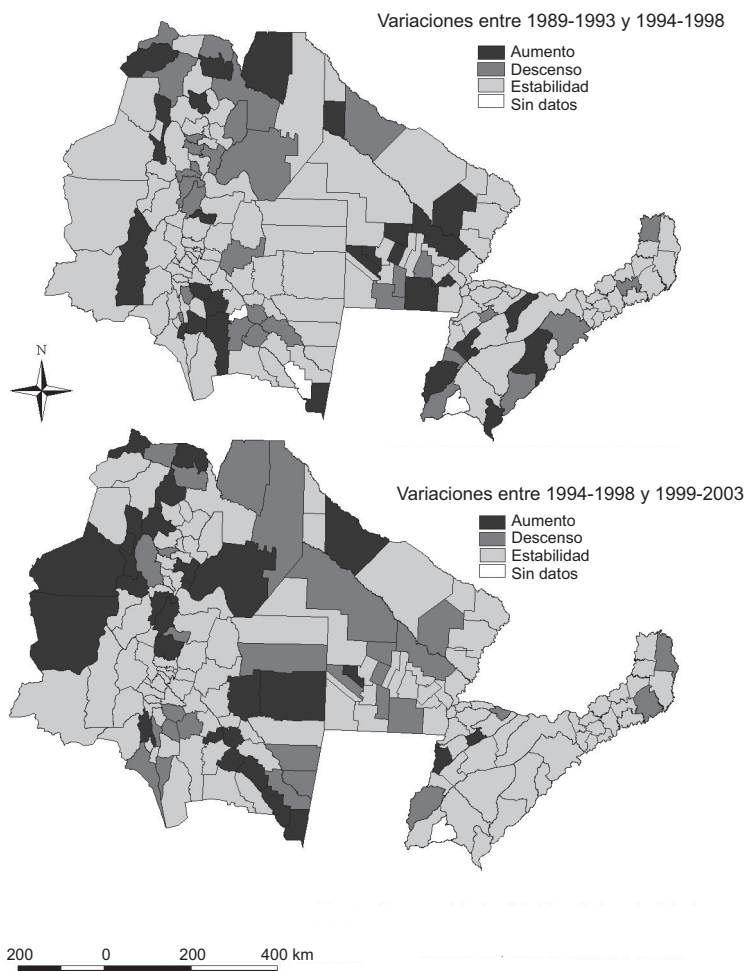 Variaciones entre 1989-1993 y 1994-1998
Aumento
Descenso
Estabilidad
Sin datos
N
Variaciones entre 1994-1998 y 1999-2003
Aumento
Descenso
Estabilidad
Sin datos
200 0 200 400 km